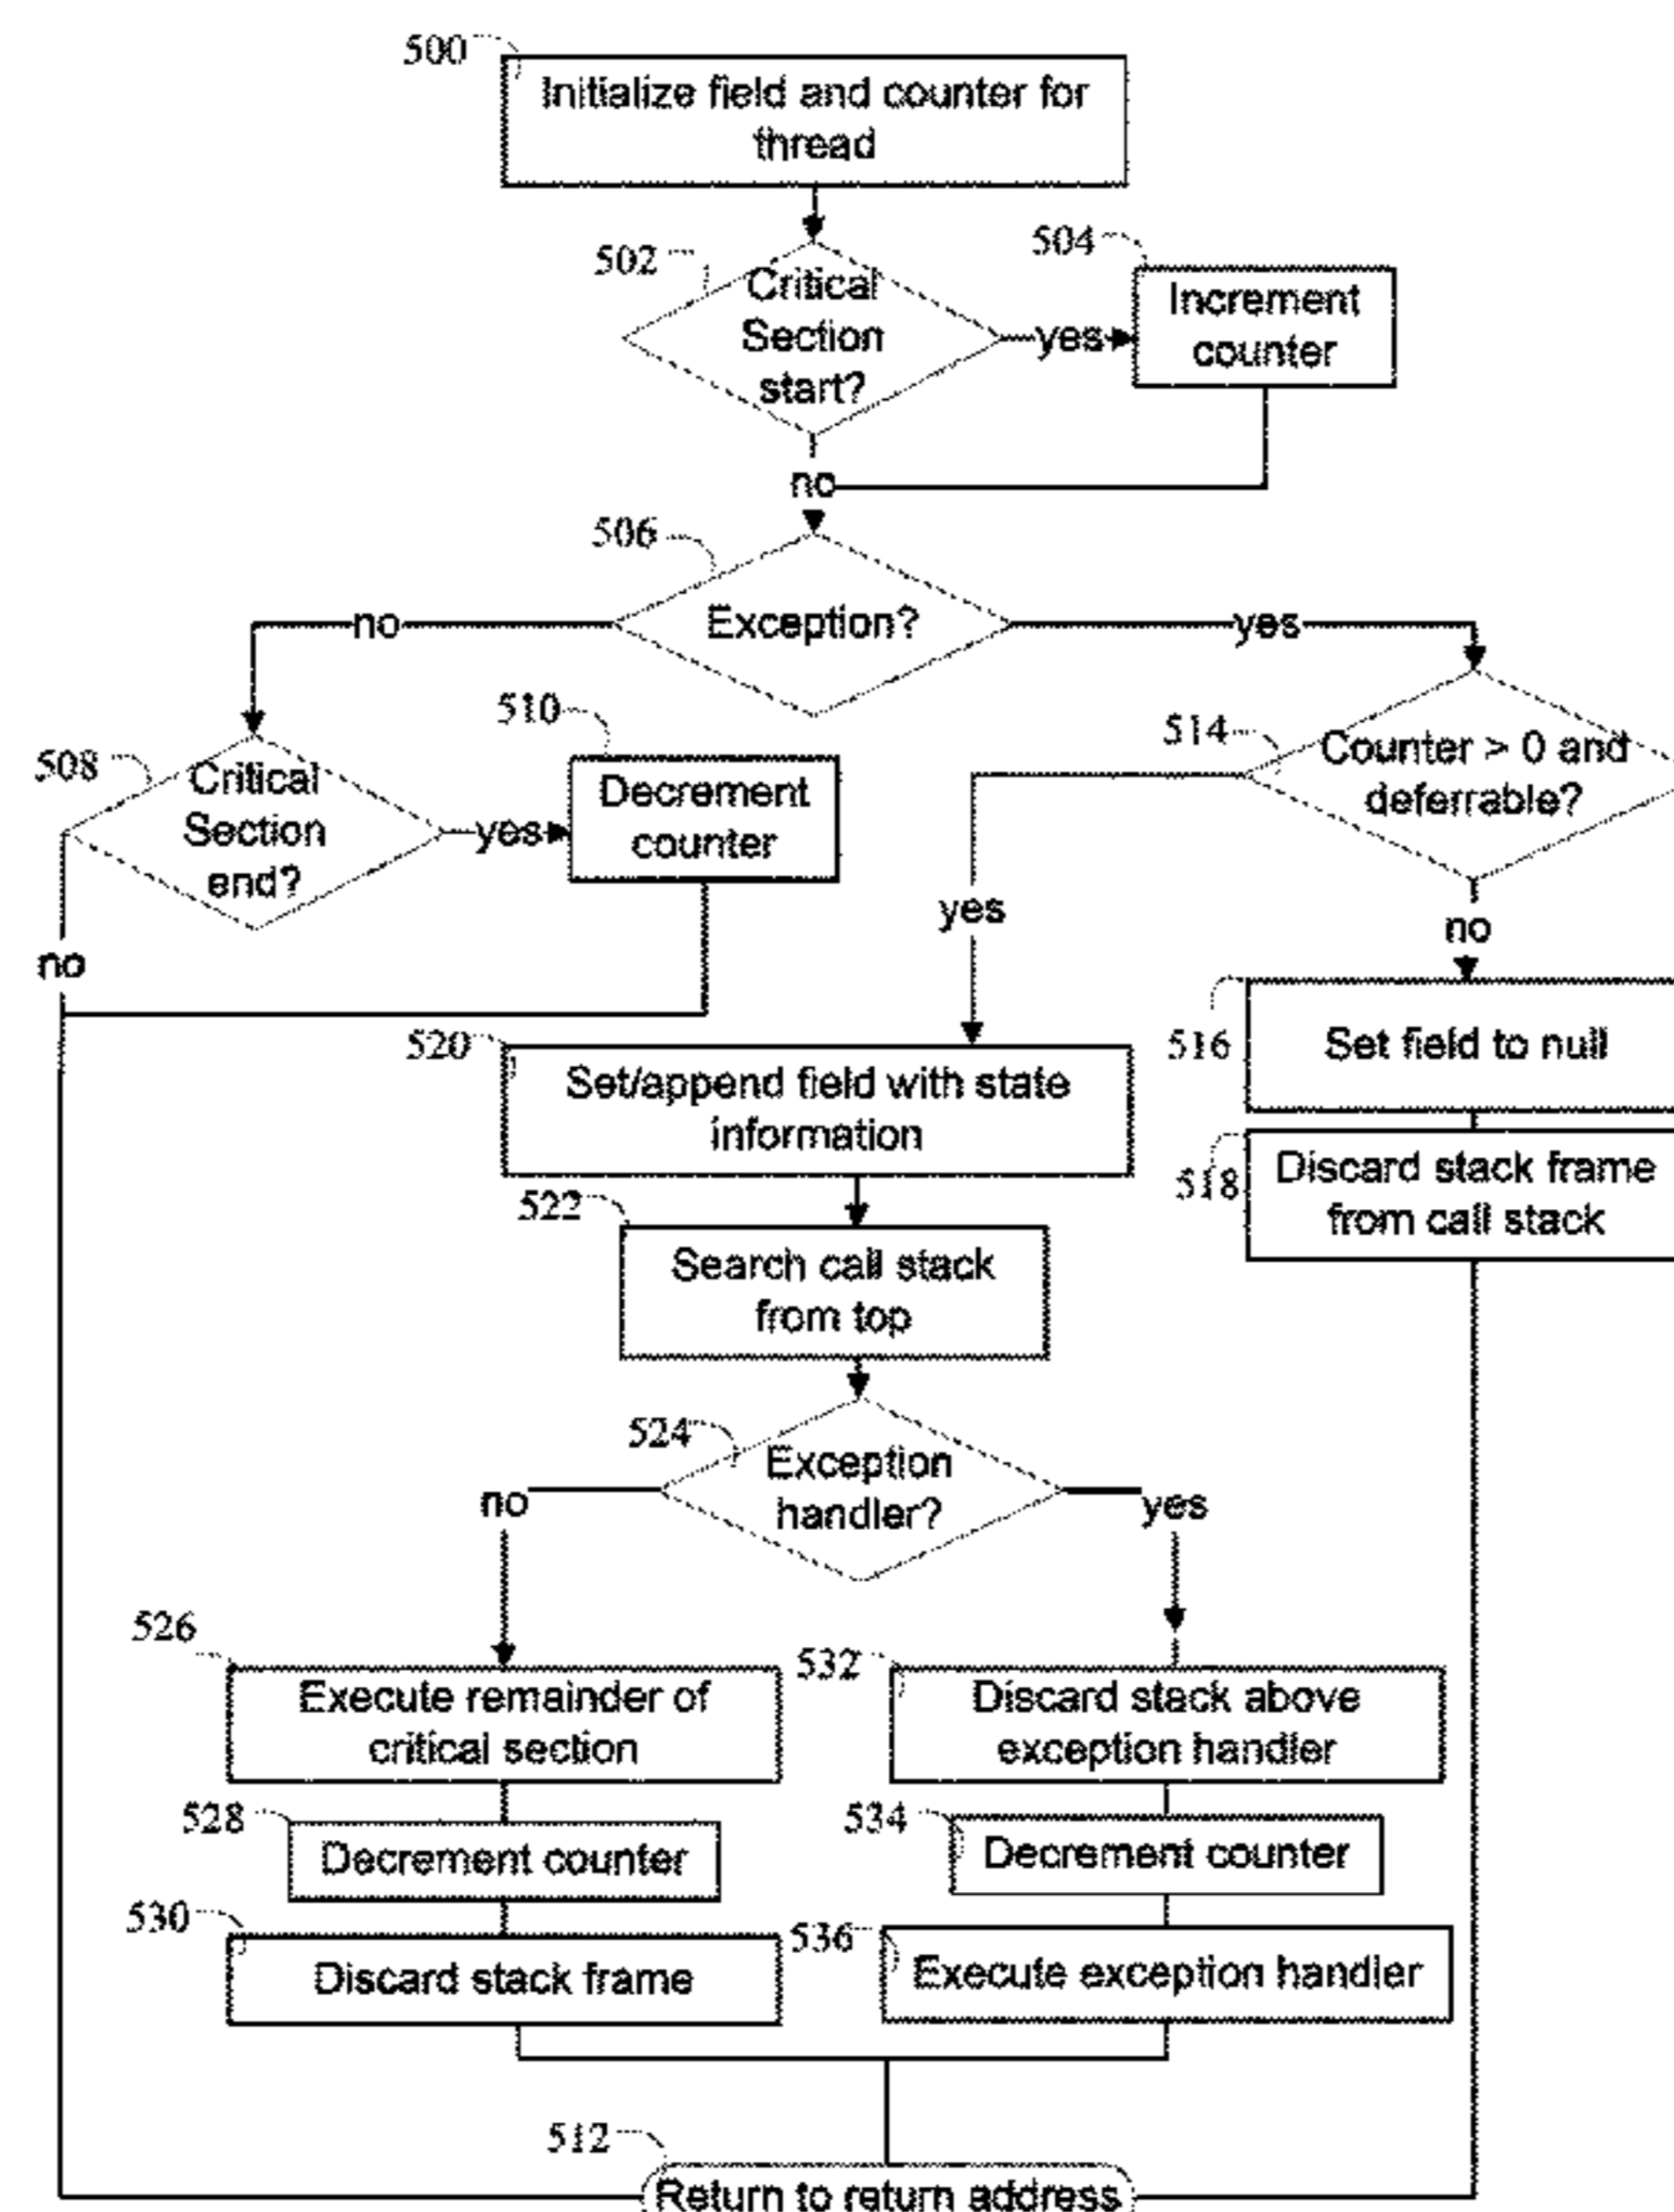 500
Initialize field and counter for
thread
502
Critical
Section
start?
yes
504
Increment
counter
no
506
Exception?
no
yes
508
Critical
Section
end?
yes
510
Decrement
counter
no
514
Counter > 0 and
deferrable?
yes
no
516
Set field to null
518
Discard stack frame
from call stack
520
Set/append field with state
information
522
Search call stack
from top
524
Exception
handler?
no
yes
526
Execute remainder of
critical section
528
Decrement counter
530
Discard stack frame
532
Discard stack above
exception handler
534
Decrement counter
536
Execute exception handler
512
Return to return address